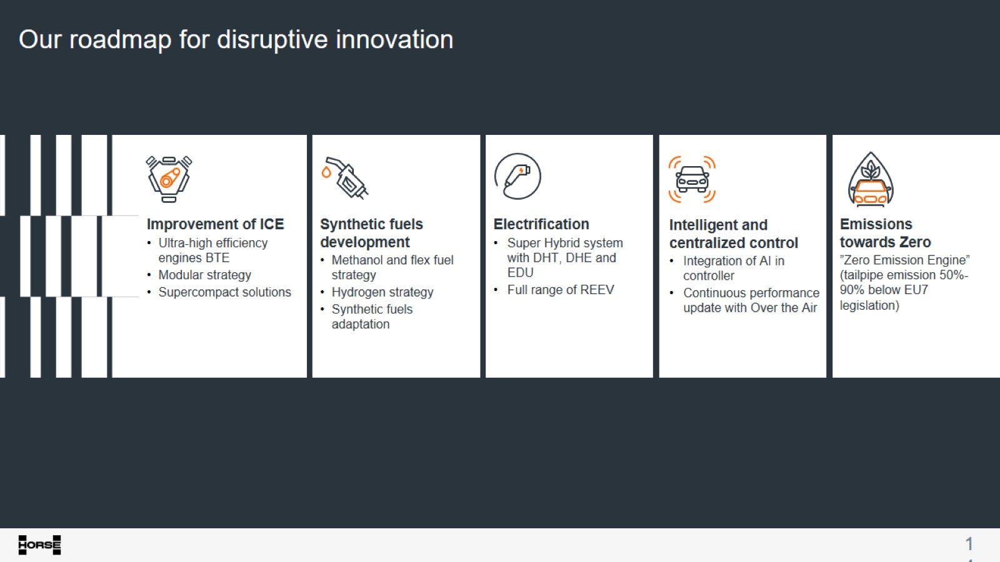 Our roadmap for disruptive innovation
Improvement of ICE
• Ultra-high efficiency
engines BTE
• Modular strategy
• Supercompact solutions
Synthetic fuels
development
• Methanol and flex fuel
strategy
• Hydrogen strategy
• Synthetic fuels
adaptation
Electrification
• Super Hybrid system
with DHT, DHE and
EDU
• Full range of REEV
Intelligent and
centralized control
• Integration of AI in
controller
• Continuous performance
update with Over the Air
Emissions
towards Zero
”Zero Emission Engine”
(tailpipe emission 50%-
90% below EU7
legislation)
HORSE
1